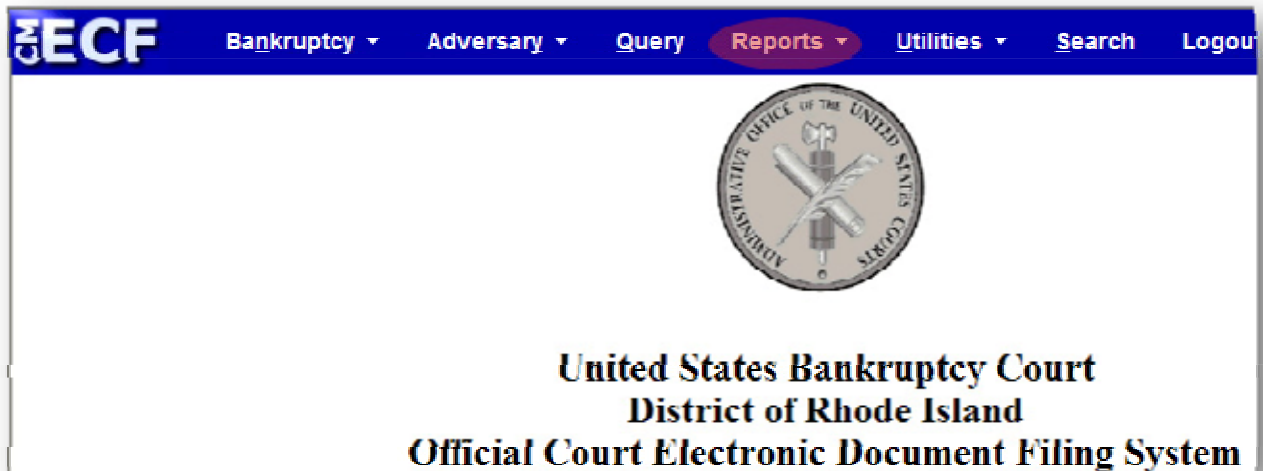 CM ECF Bankruptcy Adversary Query Reports Utilities Search Logou
ADMINISTRATIVE OFFICE OF THE UNITED STATES COURTS
United States Bankruptcy Court
District of Rhode Island
Official Court Electronic Document Filing System